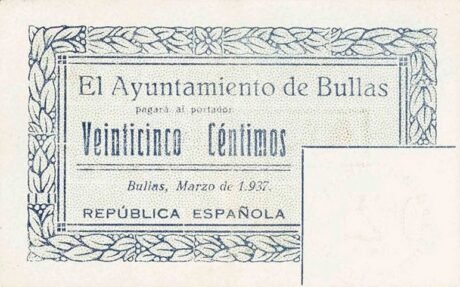 El Ayuntamiento de Bullas
pagará al portador
Veinticinco Céntimos
Bullas, Marzo de 1.937.
REPÚBLICA ESPAÑOLA